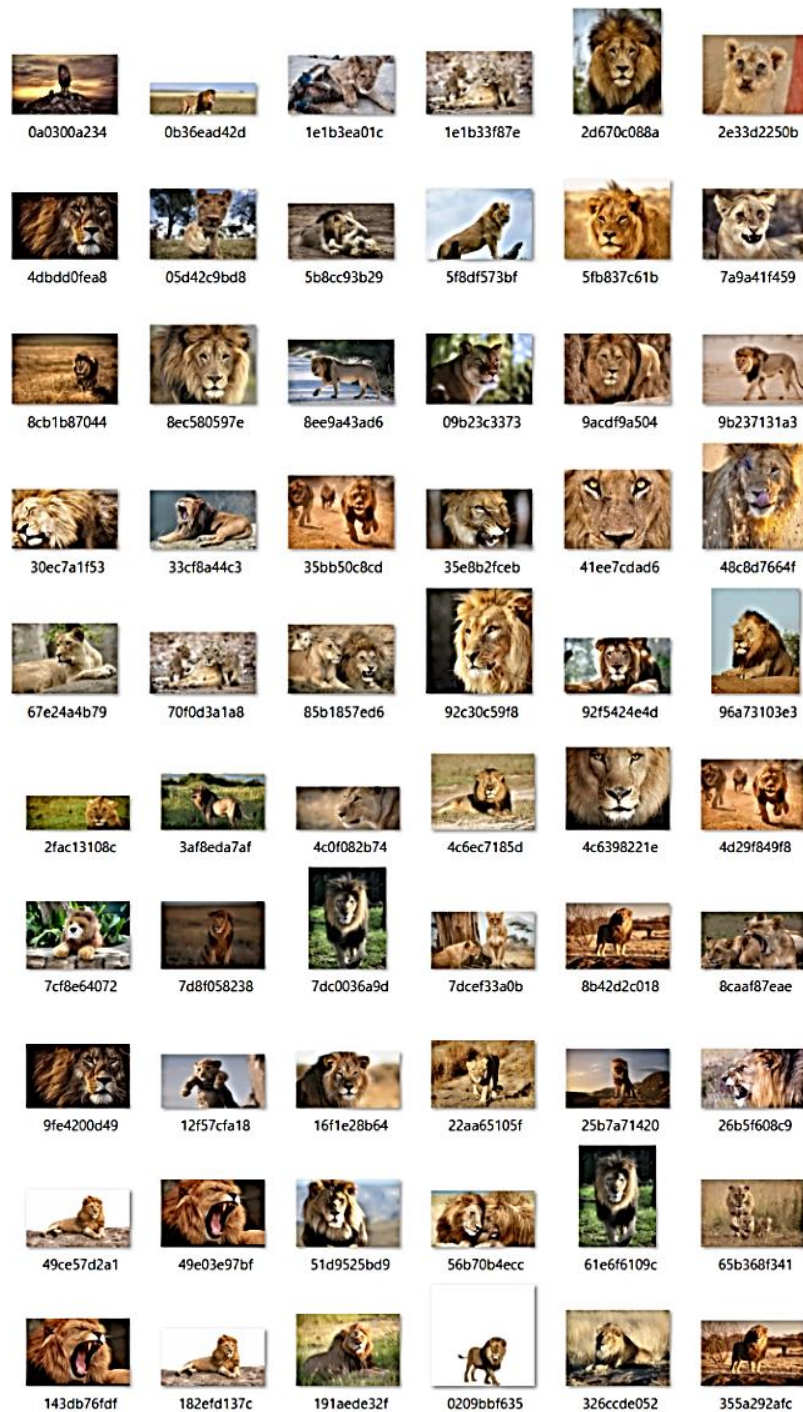 0a0300a234 0b36ead42d 1e1b3ea01c 1e1b33f87e 2d670c088a 2e33d2250b
4dbdd0fea8 05d42c9bd8 5b8cc93b29 5f8df573bf 5fb837c61b 7a9a41f459
8cb1b87044 8ec580597e 8ee9a43ad6 09b23c3373 9acdf9a504 9b237131a3
30ec7a1f53 33cf8a44c3 35bb50c8cd 35e8b2fceb 41ee7cdad6 48c8d7664f
67e24a4b79 70f0d3a1a8 85b1857ed6 92c30c59f8 92f5424e4d 96a73103e3
2fac13108c 3af8eda7af 4c0f082b74 4c6ec7185d 4c6398221e 4d29f849f8
7cf8e64072 7d8f058238 7dc0036a9d 7dcef33a0b 8b42d2c018 8caaf87eae
9fe4200d49 12f57cfa18 16f1e28b64 22aa65105f 25b7a71420 26b5f608c9
49ce57d2a1 49e03e97bf 51d9525bd9 56b70b4ecc 61e6f6109c 65b368f341
143db76fdf 182efd137c 191aede32f 0209bbf635 326ccde052 355a292afc